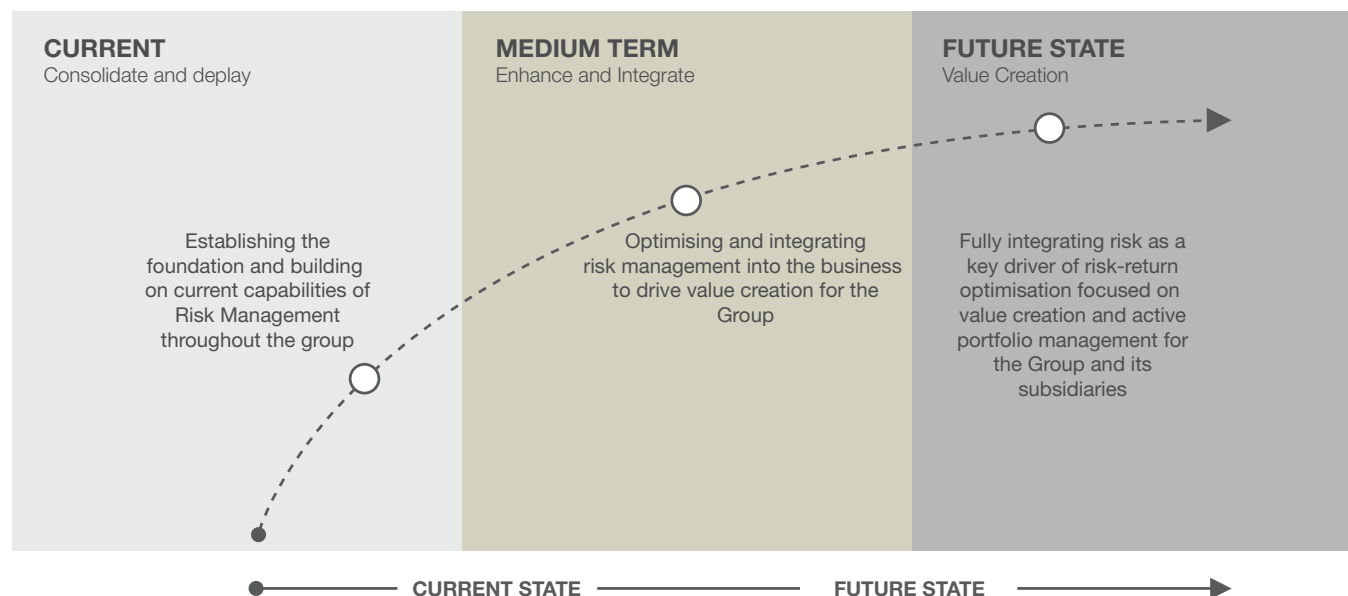 CURRENT
Consolidate and deplay
Establishing the
foundation and building
on current capabilities of
Risk Management
throughout the group
MEDIUM TERM
Enhance and Integrate
Optimising and integrating
risk management into the business
to drive value creation for the
Group
FUTURE STATE
Value Creation
Fully integrating risk as a
key driver of risk-return
optimisation focused on
value creation and active
portfolio management for
the Group and its
subsidiaries
CURRENT STATE
FUTURE STATE